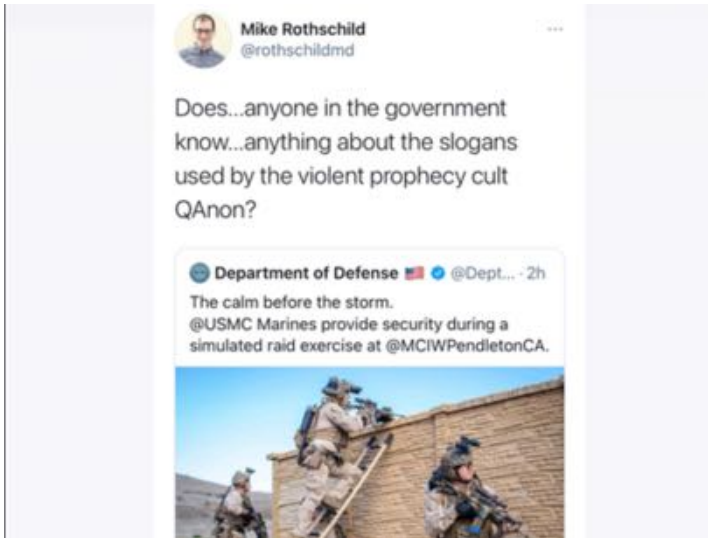 Mike Rothschild
@rothschildmd
Does...anyone in the government
know...anything about the slogans
used by the violent prophecy cult
QAnon?
Department of Defense 🇺🇸 @Dept... · 2h
The calm before the storm.
@USMC Marines provide security during a
simulated raid exercise at @MCIWPendletonCA.